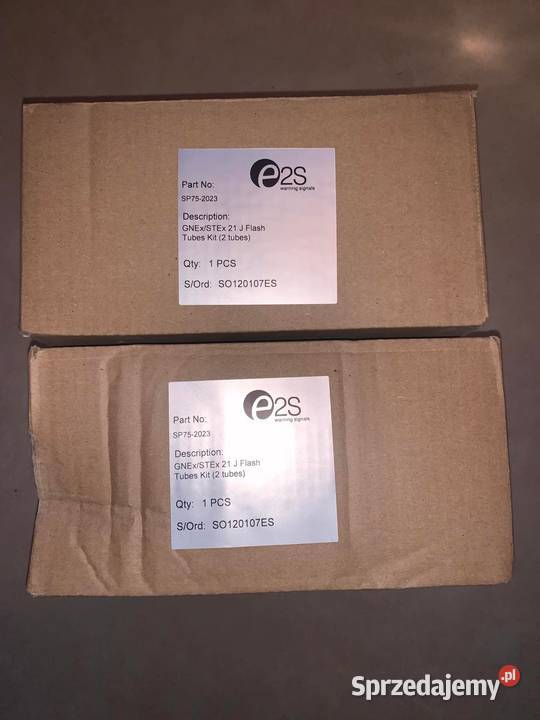 e2S
warning signals
Part No:
SP75-2023
Description:
GNEx/STEx 21 J Flash
Tubes Kit (2 tubes)
Qty: 1 PCS
S/Ord: SO120107ES
e2S
warning signals
Part No:
SP75-2023
Description:
GNEx/STEx 21 J Flash
Tubes Kit (2 tubes)
Qty: 1 PCS
S/Ord: SO120107ES
Sprzedajemy.pl